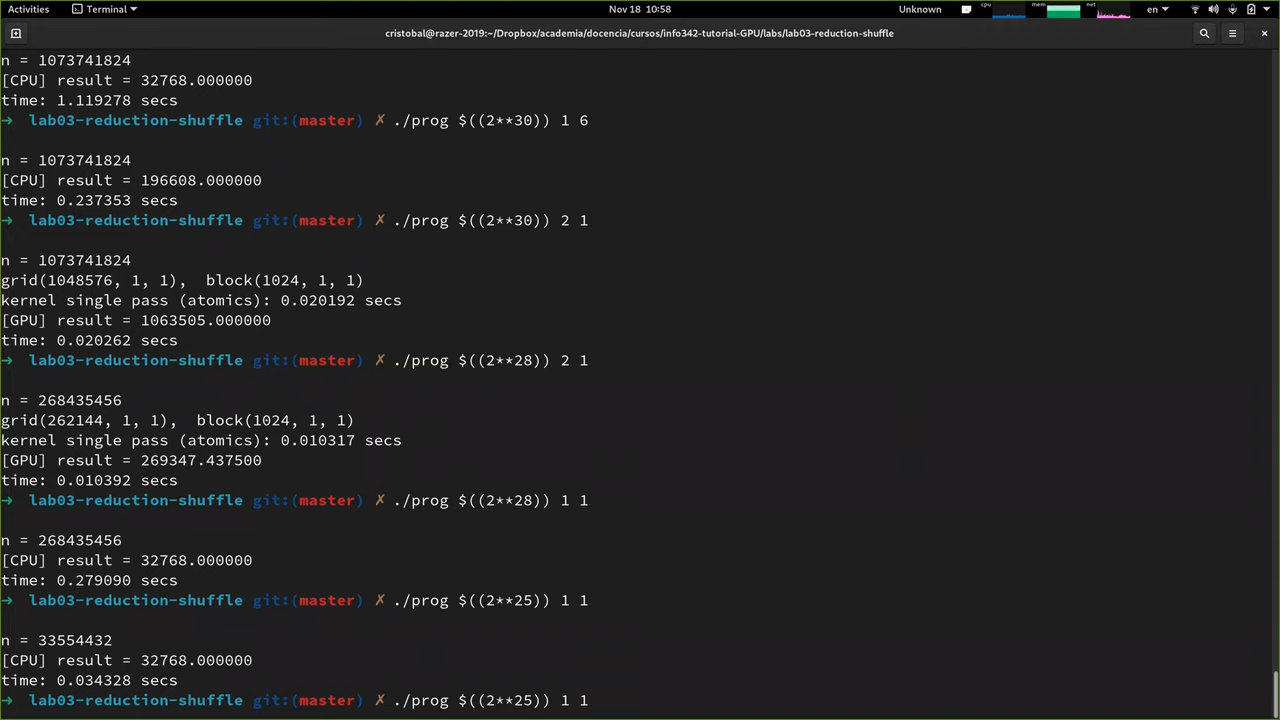 Activities Terminal Nov 18 10:58 Unknown cpu mem net en
cristobal@razer-2019:~/Dropbox/academia/docencia/cursos/info342-tutorial-GPU/labs/lab03-reduction-shuffle
n = 1073741824
[CPU] result = 32768.000000
time: 1.119278 secs
→ lab03-reduction-shuffle git:(master) ✗ ./prog $((2**30)) 1 6
n = 1073741824
[CPU] result = 196608.000000
time: 0.237353 secs
→ lab03-reduction-shuffle git:(master) ✗ ./prog $((2**30)) 2 1
n = 1073741824
grid(1048576, 1, 1), block(1024, 1, 1)
kernel single pass (atomics): 0.020192 secs
[GPU] result = 1063505.000000
time: 0.020262 secs
→ lab03-reduction-shuffle git:(master) ✗ ./prog $((2**28)) 2 1
n = 268435456
grid(262144, 1, 1), block(1024, 1, 1)
kernel single pass (atomics): 0.010317 secs
[GPU] result = 269347.437500
time: 0.010392 secs
→ lab03-reduction-shuffle git:(master) ✗ ./prog $((2**28)) 1 1
n = 268435456
[CPU] result = 32768.000000
time: 0.279090 secs
→ lab03-reduction-shuffle git:(master) ✗ ./prog $((2**25)) 1 1
n = 33554432
[CPU] result = 32768.000000
time: 0.034328 secs
→ lab03-reduction-shuffle git:(master) ✗ ./prog $((2**25)) 1 1